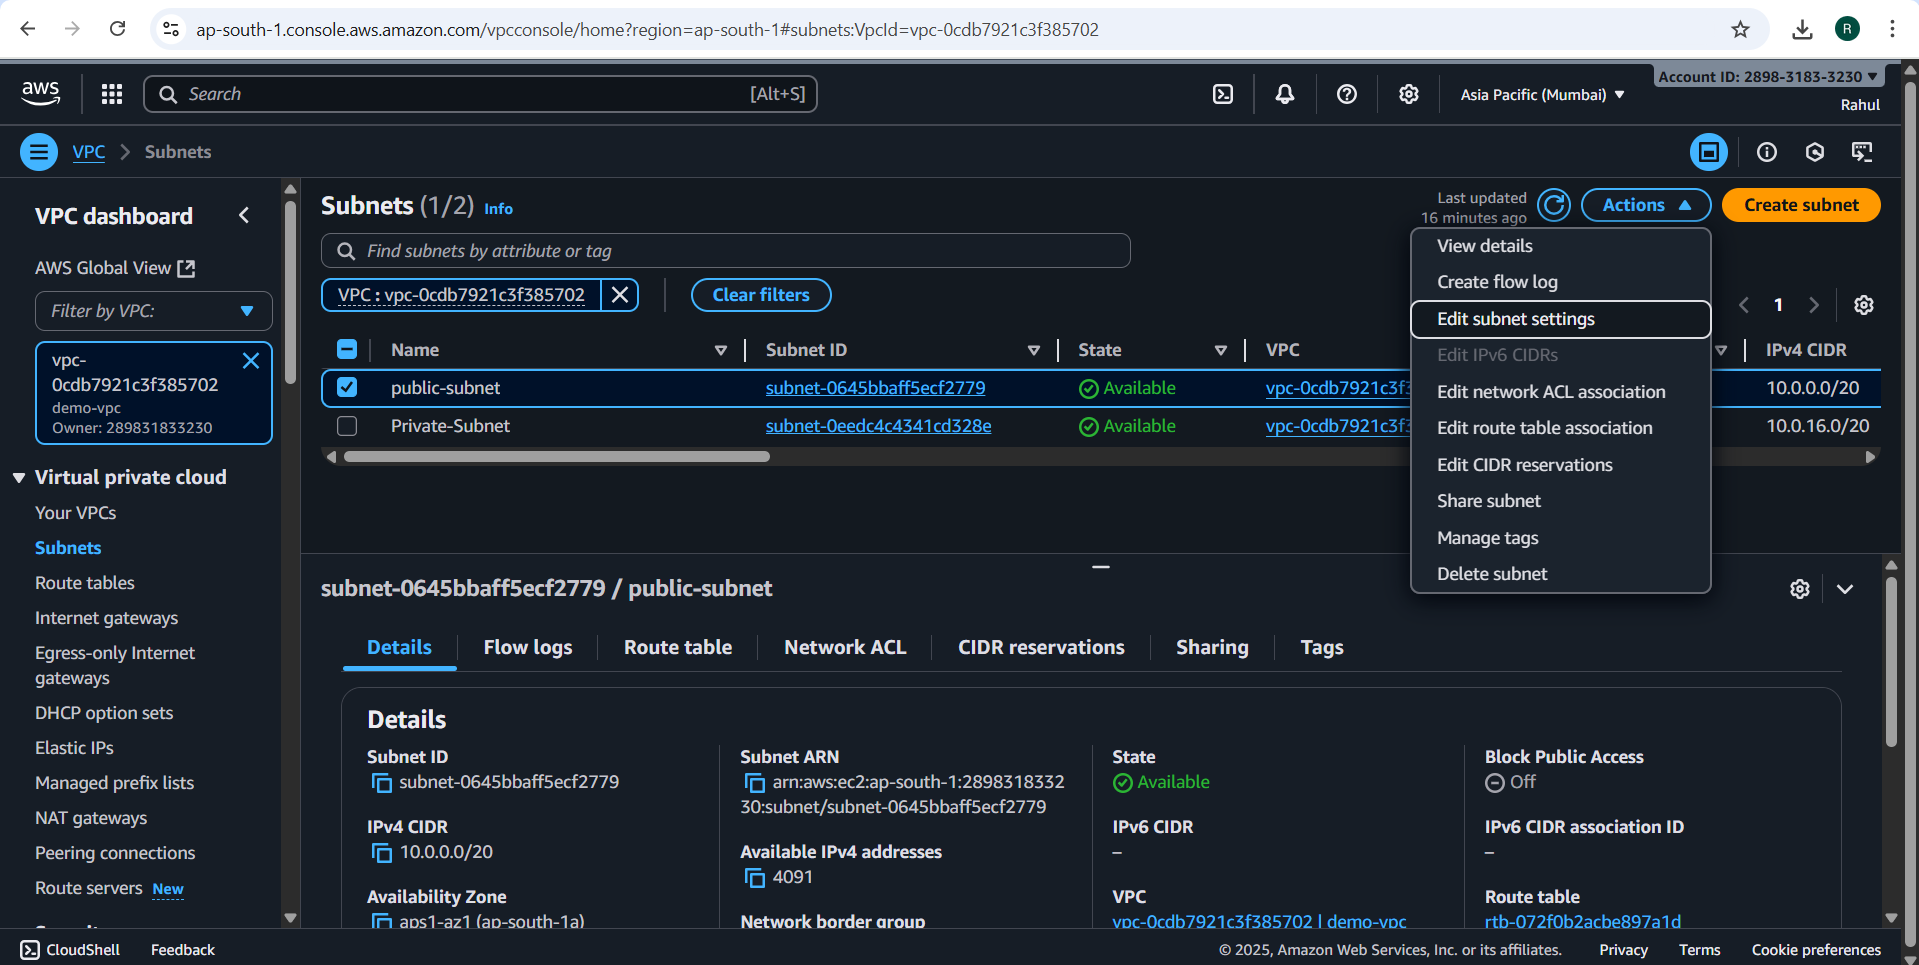 ap-south-1.console.aws.amazon.com/vpcconsole/home?region=ap-south-1#subnets:VpcId=vpc-0cdb7921c3f385702
R
aws
Search
[Alt+S]
Asia Pacific (Mumbai)
Account ID: 2898-3183-3230
Rahul
VPC
Subnets
VPC dashboard
AWS Global View
Filter by VPC:
vpc-
0cdb7921c3f385702
demo-vpc
Owner: 289831833230
Virtual private cloud
Your VPCs
Subnets
Route tables
Internet gateways
Egress-only Internet
gateways
DHCP option sets
Elastic IPs
Managed prefix lists
NAT gateways
Peering connections
Route servers New
Subnets (1/2) Info
Last updated
16 minutes ago
Actions
Create subnet
Find subnets by attribute or tag
VPC : vpc-0cdb7921c3f385702
Clear filters
1
View details
Create flow log
Edit subnet settings
Edit IPv6 CIDRs
Edit network ACL association
Edit route table association
Edit CIDR reservations
Share subnet
Manage tags
Delete subnet
Name Subnet ID State VPC IPv4 CIDR
public-subnet subnet-0645bbaff5ecf2779 Available vpc-0cdb7921c3f3 10.0.0.0/20
Private-Subnet subnet-0eedc4c4341cd328e Available vpc-0cdb7921c3f3 10.0.16.0/20
subnet-0645bbaff5ecf2779 / public-subnet
Details Flow logs Route table Network ACL CIDR reservations Sharing Tags
Details
Subnet ID
subnet-0645bbaff5ecf2779
IPv4 CIDR
10.0.0.0/20
Availability Zone
aps1-az1 (ap-south-1a)
Subnet ARN
arn:aws:ec2:ap-south-1:2898318332
30:subnet/subnet-0645bbaff5ecf2779
Available IPv4 addresses
4091
Network border group
State
Available
IPv6 CIDR
–
VPC
vpc-0cdb7921c3f385702 | demo-vpc
Block Public Access
Off
IPv6 CIDR association ID
–
Route table
rtb-072f0b2acbe897a1d
CloudShell Feedback
© 2025, Amazon Web Services, Inc. or its affiliates. Privacy Terms Cookie preferences